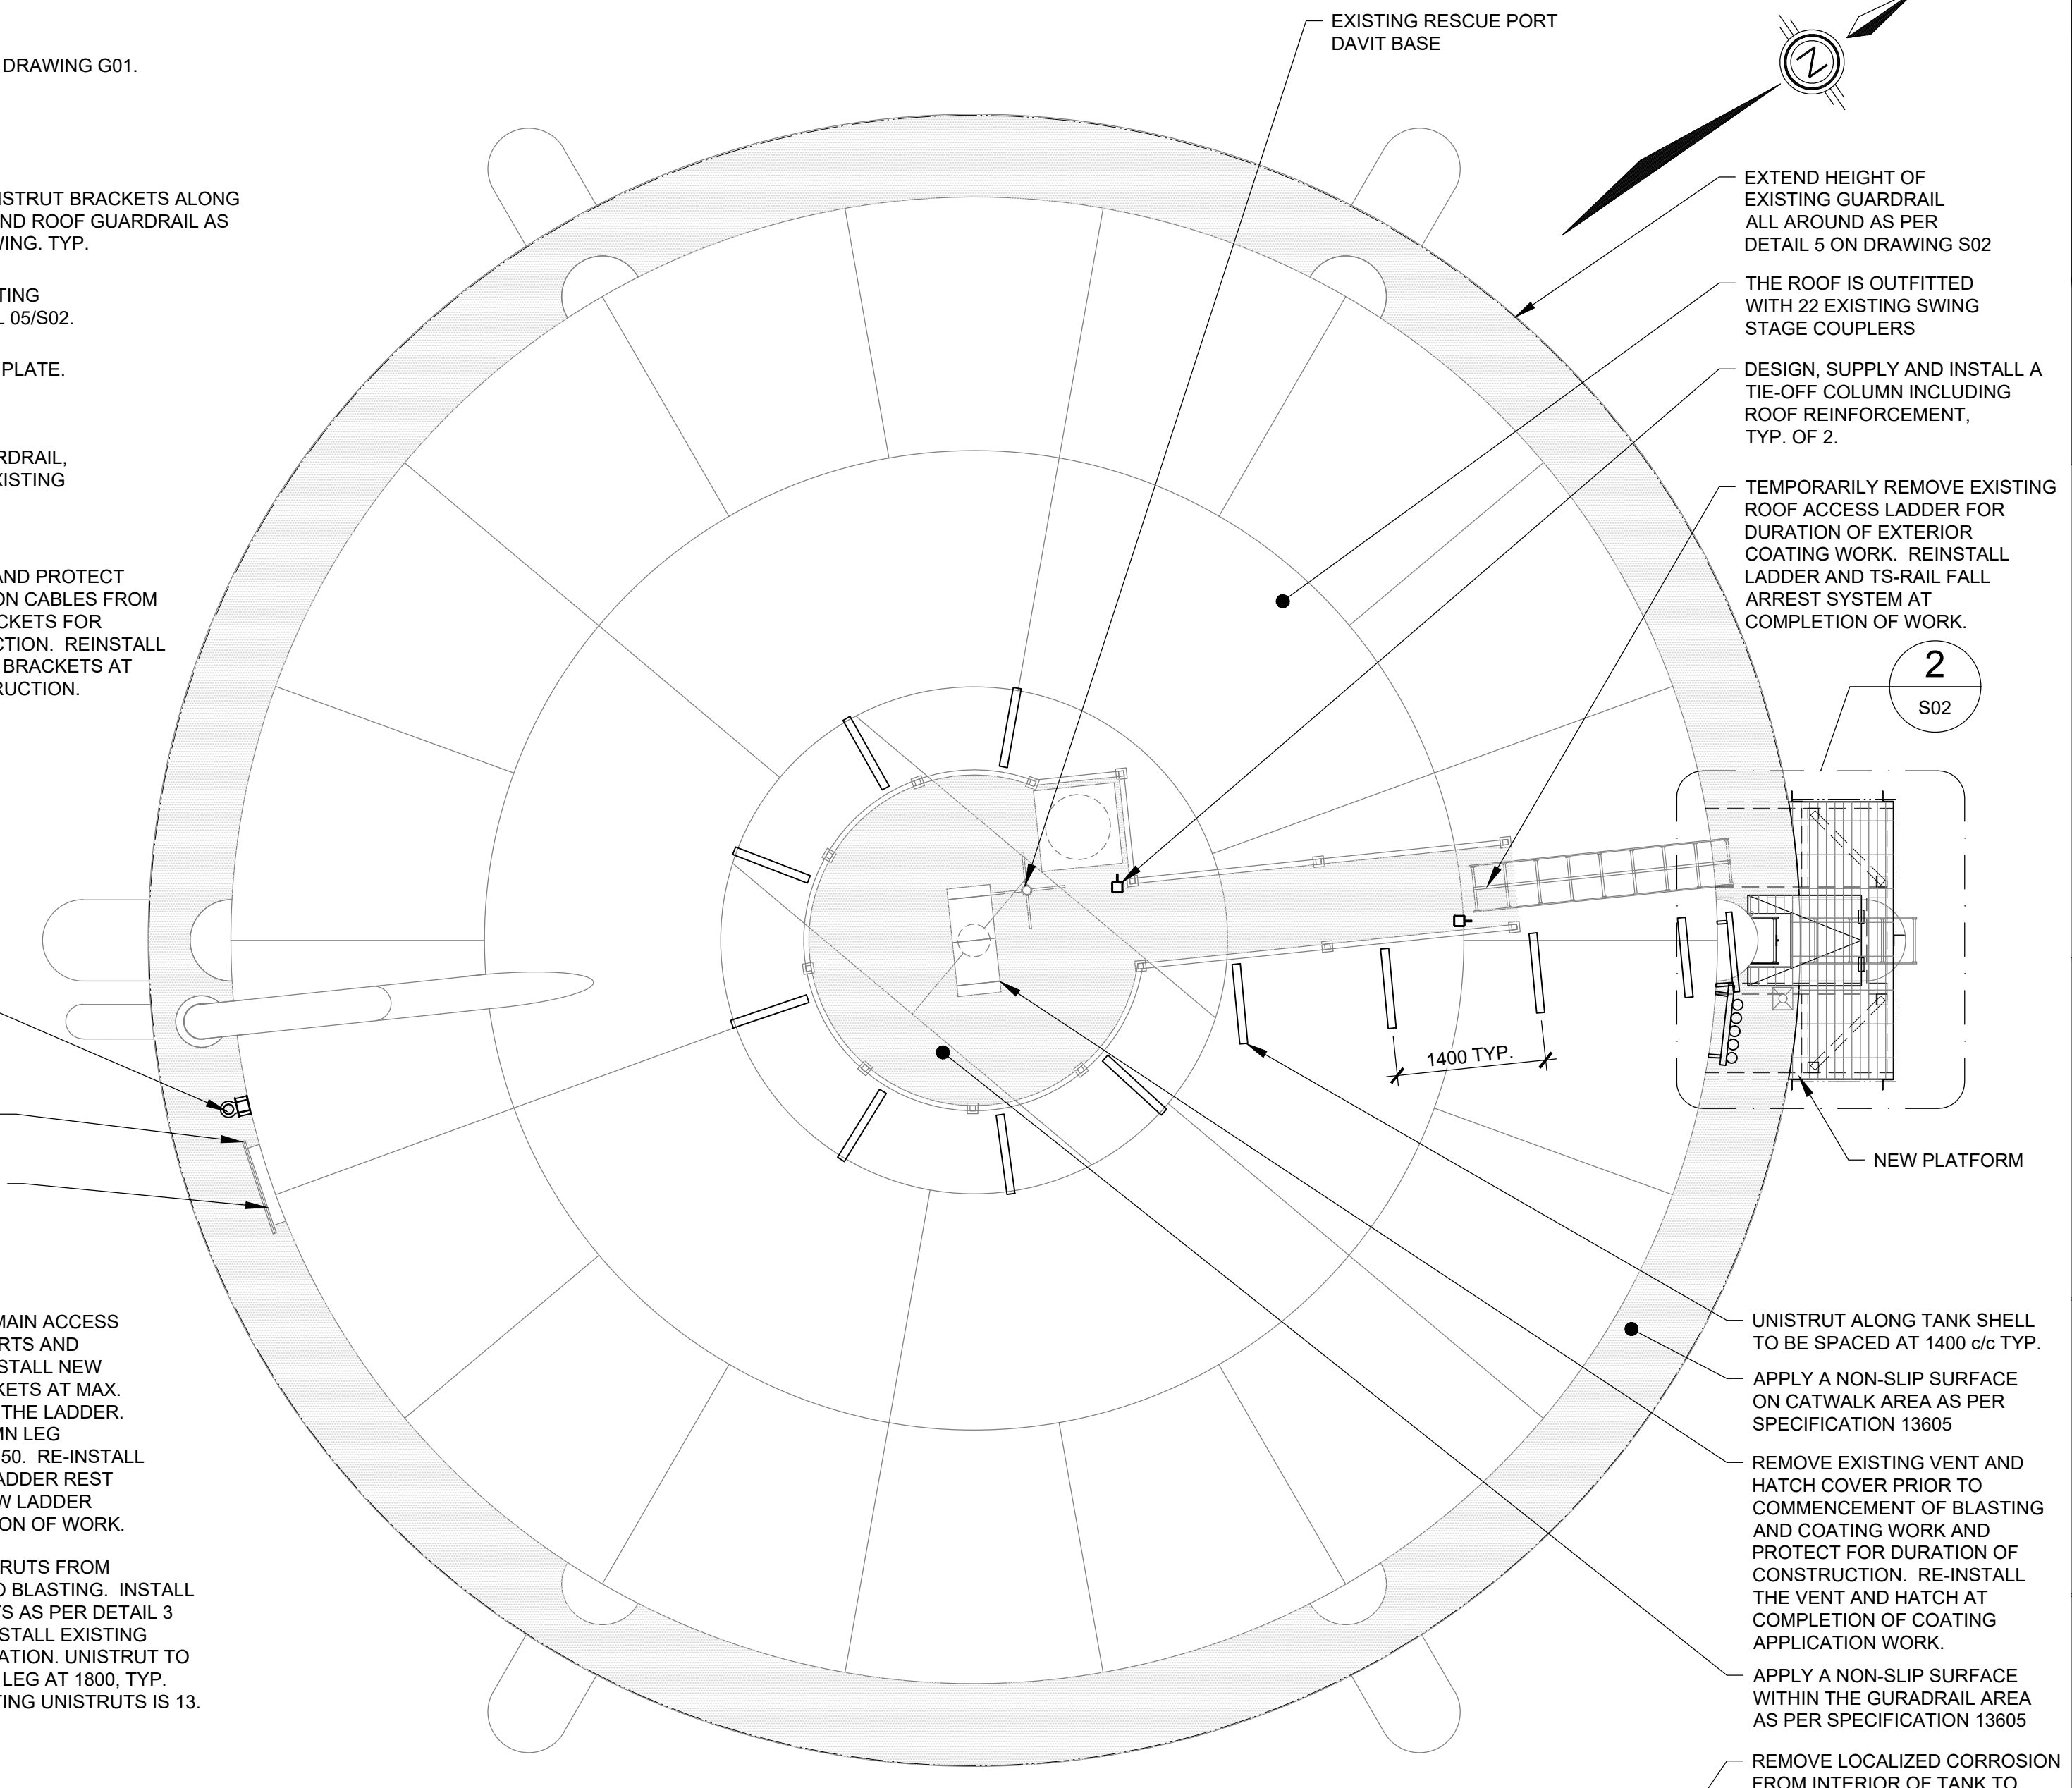 DRAWING G01.
ISTRUT BRACKETS ALONG
ND ROOF GUARDRAIL AS
WING. TYP.
TING
L 05/S02.
PLATE.
RDRAIL,
XISTING
AND PROTECT
ON CABLES FROM
CKETS FOR
CTION. REINSTALL
BRACKETS AT
RUCTION.
MAIN ACCESS
RTS AND
STALL NEW
KETS AT MAX.
THE LADDER.
MN LEG
50. RE-INSTALL
ADDER REST
W LADDER
ON OF WORK.
RUTS FROM
O BLASTING. INSTALL
TS AS PER DETAIL 3
STALL EXISTING
ATION. UNISTRUT TO
LEG AT 1800, TYP.
TING UNISTRUTS IS 13.
EXISTING RESCUE PORT
DAVIT BASE
N
EXTEND HEIGHT OF
EXISTING GUARDRAIL
ALL AROUND AS PER
DETAIL 5 ON DRAWING S02
THE ROOF IS OUTFITTED
WITH 22 EXISTING SWING
STAGE COUPLERS
DESIGN, SUPPLY AND INSTALL A
TIE-OFF COLUMN INCLUDING
ROOF REINFORCEMENT,
TYP. OF 2.
TEMPORARILY REMOVE EXISTING
ROOF ACCESS LADDER FOR
DURATION OF EXTERIOR
COATING WORK. REINSTALL
LADDER AND TS-RAIL FALL
ARREST SYSTEM AT
COMPLETION OF WORK.
2
S02
1400 TYP.
NEW PLATFORM
UNISTRUT ALONG TANK SHELL
TO BE SPACED AT 1400 c/c TYP.
APPLY A NON-SLIP SURFACE
ON CATWALK AREA AS PER
SPECIFICATION 13605
REMOVE EXISTING VENT AND
HATCH COVER PRIOR TO
COMMENCEMENT OF BLASTING
AND COATING WORK AND
PROTECT FOR DURATION OF
CONSTRUCTION. RE-INSTALL
THE VENT AND HATCH AT
COMPLETION OF COATING
APPLICATION WORK.
APPLY A NON-SLIP SURFACE
WITHIN THE GURADRAIL AREA
AS PER SPECIFICATION 13605
REMOVE LOCALIZED CORROSION
FROM INTERIOR OF TANK TO